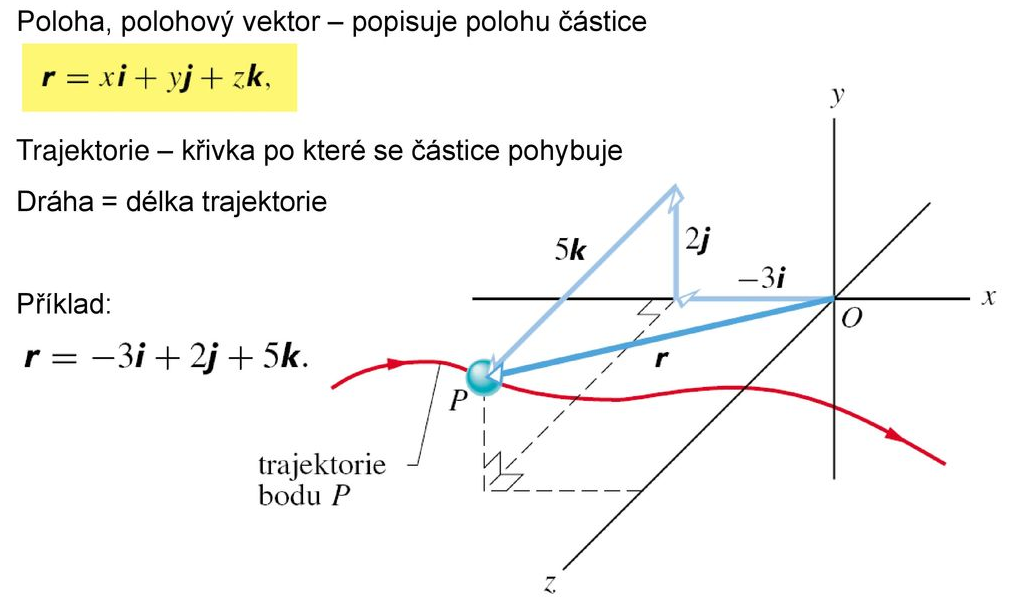 Poloha, polohový vektor – popisuje polohu částice
r = xi + yj + zk,
Trajektorie – křivka po které se částice pohybuje
Dráha = délka trajektorie
Příklad:
r = −3i + 2j + 5k.
y
5k
2j
−3i
x
O
r
P
trajektorie
bodu P
z